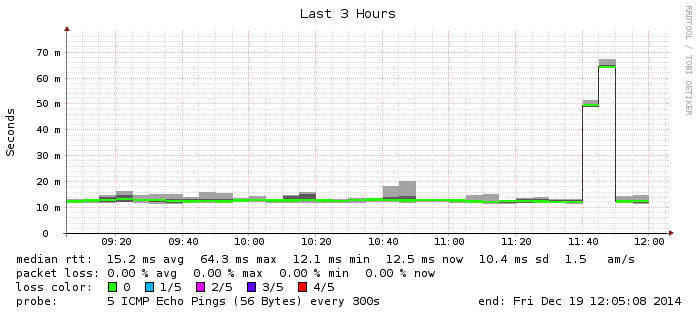 Last 3 Hours
RRDTOOL / TOBI OETIKER
Seconds
70 m
60 m
50 m
40 m
30 m
20 m
10 m
0
09:20 09:40 10:00 10:20 10:40 11:00 11:20 11:40 12:00
median rtt: 15.2 ms avg 64.3 ms max 12.1 ms min 12.5 ms now 10.4 ms sd 1.5 am/s
packet loss: 0.00 % avg 0.00 % max 0.00 % min 0.00 % now
loss color: 0 1/5 2/5 3/5 4/5
probe: 5 ICMP Echo Pings (56 Bytes) every 300s end: Fri Dec 19 12:05:08 2014